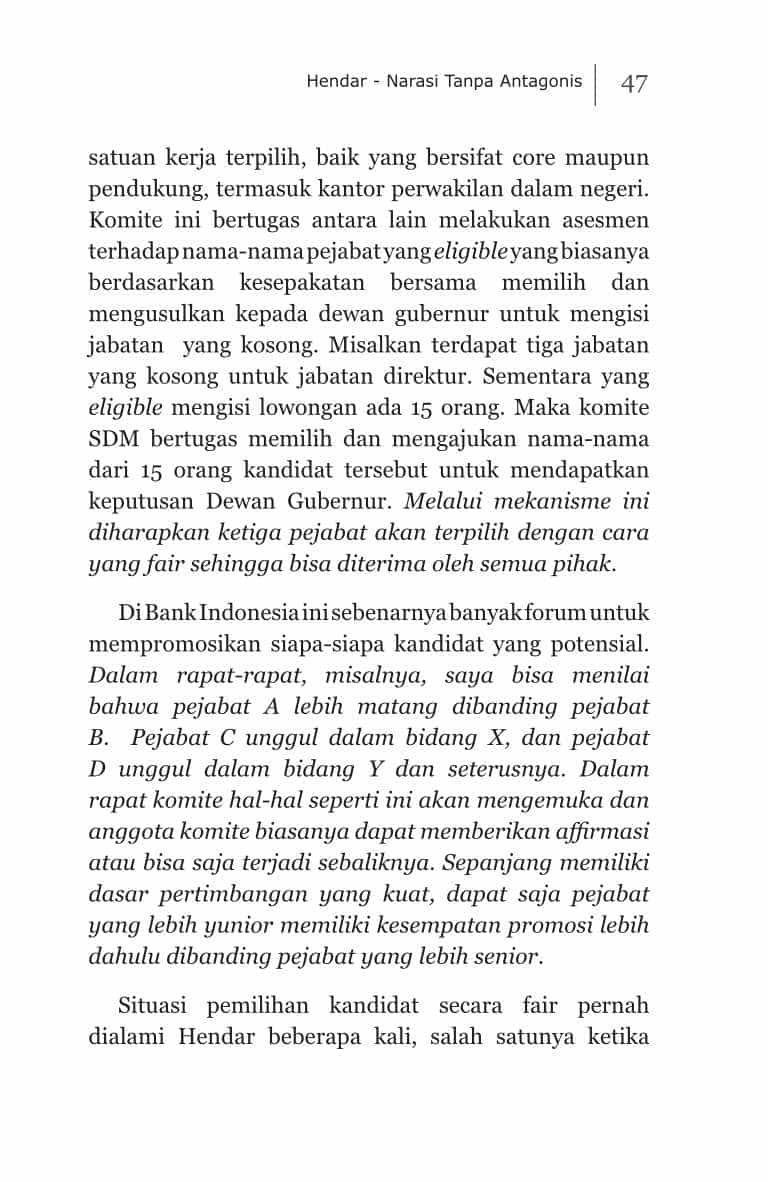 Hendar - Narasi Tanpa Antagonis 47
satuan kerja terpilih, baik yang bersifat core maupun
pendukung, termasuk kantor perwakilan dalam negeri.
Komite ini bertugas antara lain melakukan asesmen
terhadap nama-nama pejabat yang eligible yang biasanya
berdasarkan kesepakatan bersama memilih dan
mengusulkan kepada dewan gubernur untuk mengisi
jabatan yang kosong. Misalkan terdapat tiga jabatan
yang kosong untuk jabatan direktur. Sementara yang
eligible mengisi lowongan ada 15 orang. Maka komite
SDM bertugas memilih dan mengajukan nama-nama
dari 15 orang kandidat tersebut untuk mendapatkan
keputusan Dewan Gubernur. Melalui mekanisme ini
diharapkan ketiga pejabat akan terpilih dengan cara
yang fair sehingga bisa diterima oleh semua pihak.
Di Bank Indonesia ini sebenarnya banyak forum untuk
mempromosikan siapa-siapa kandidat yang potensial.
Dalam rapat-rapat, misalnya, saya bisa menilai
bahwa pejabat A lebih matang dibanding pejabat
B. Pejabat C unggul dalam bidang X, dan pejabat
D unggul dalam bidang Y dan seterusnya. Dalam
rapat komite hal-hal seperti ini akan mengemuka dan
anggota komite biasanya dapat memberikan affirmasi
atau bisa saja terjadi sebaliknya. Sepanjang memiliki
dasar pertimbangan yang kuat, dapat saja pejabat
yang lebih yunior memiliki kesempatan promosi lebih
dahulu dibanding pejabat yang lebih senior.
Situasi pemilihan kandidat secara fair pernah
dialami Hendar beberapa kali, salah satunya ketika